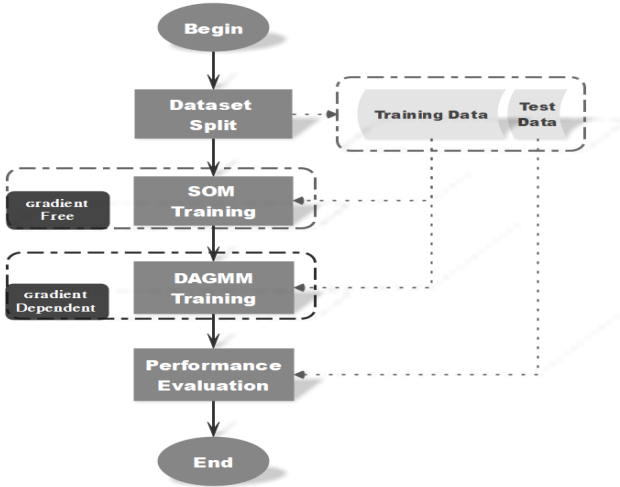 Begin
Dataset
Split
Training Data
Test
Data
SOM
Training
gradient
Free
DAGMM
Training
gradient
Dependent
Performance
Evaluation
End